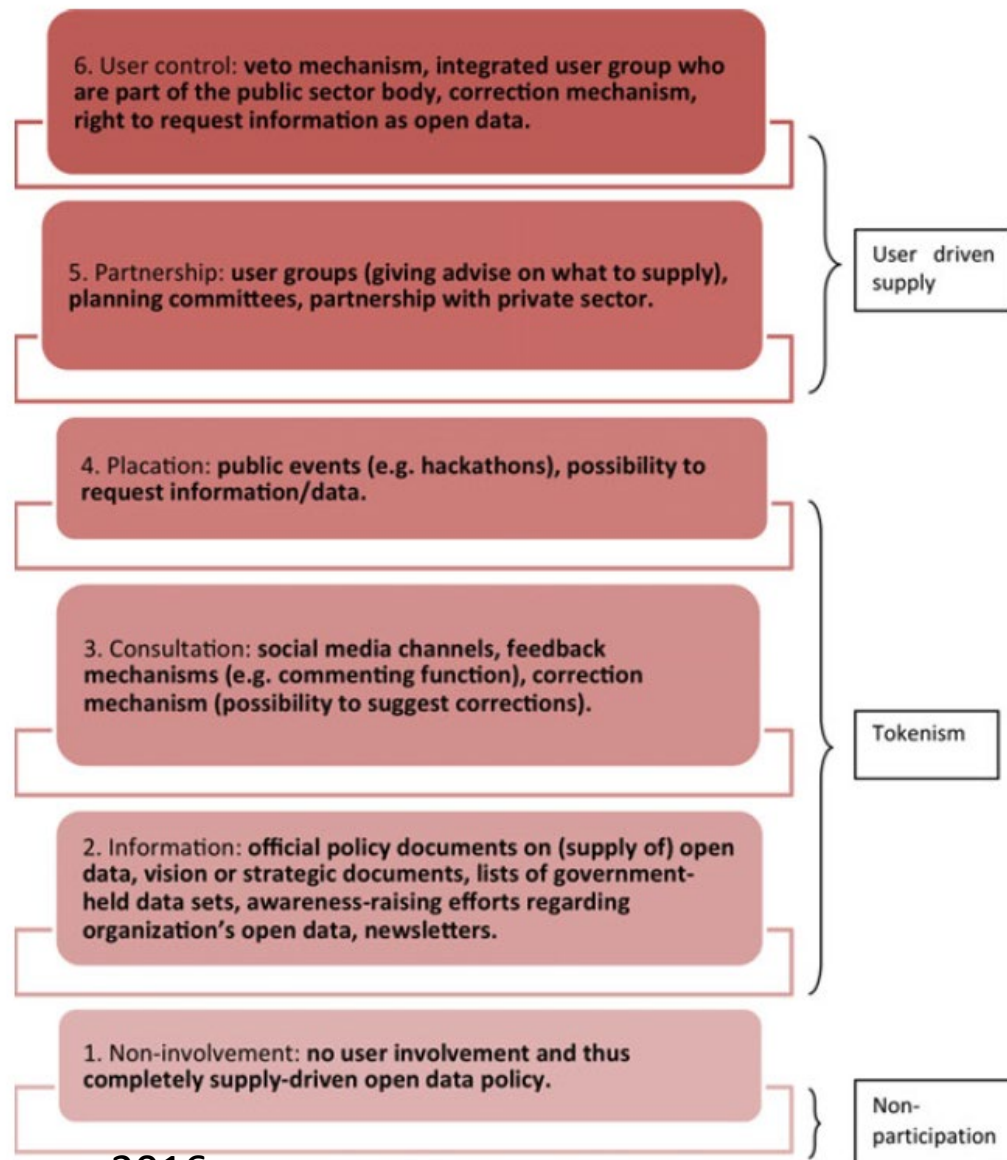 6. User control: veto mechanism, integrated user group who
are part of the public sector body, correction mechanism,
right to request information as open data.
User driven
supply
5. Partnership: user groups (giving advise on what to supply),
planning committees, partnership with private sector.
4. Placation: public events (e.g. hackathons), possibility to
request information/data.
3. Consultation: social media channels, feedback
mechanisms (e.g. commenting function), correction
mechanism (possibility to suggest corrections).
Tokenism
2. Information: official policy documents on (supply of) open
data, vision or strategic documents, lists of government-
held data sets, awareness-raising efforts regarding
organization's open data, newsletters.
1. Non-involvement: no user involvement and thus
completely supply-driven open data policy.
Non-
participation
2016